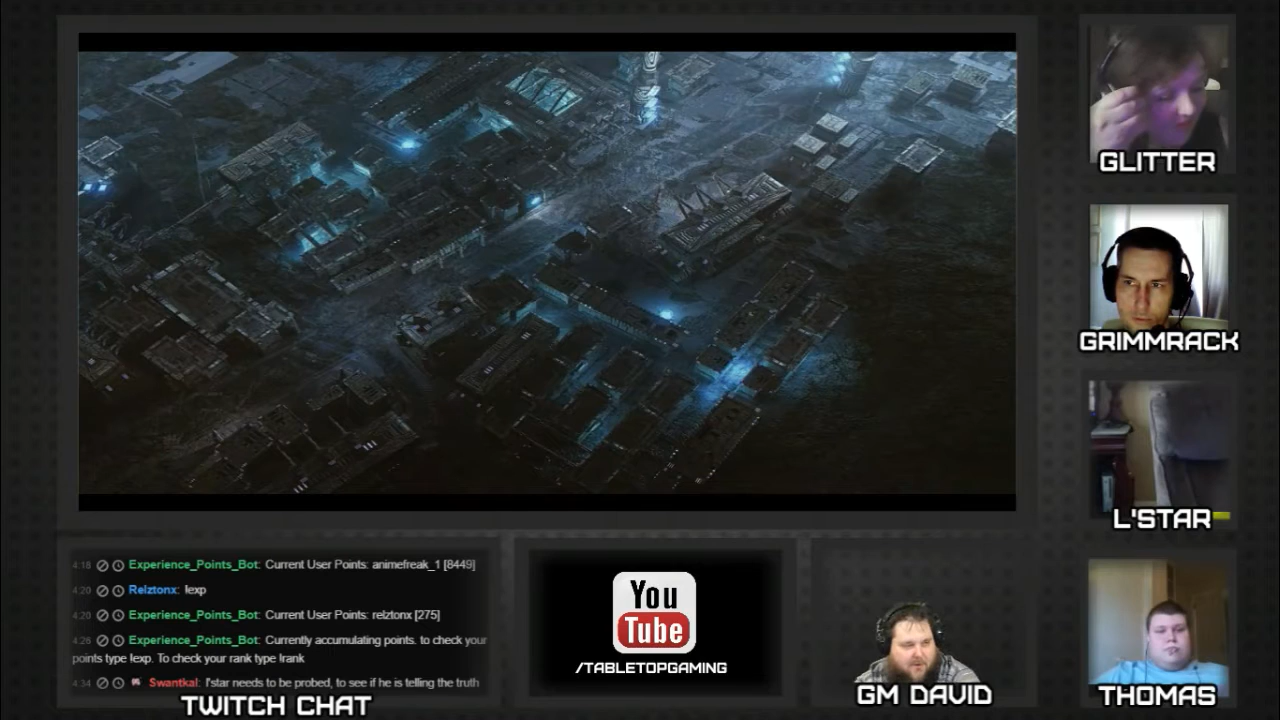 GLITTER
GRIMMRACK
L'STAR
THOMAS
4:18 Experience_Points_Bot: Current User Points: animefreak_1 [8449]
4:20 Relztonx: !exp
4:20 Experience_Points_Bot: Current User Points: relztonx [275]
4:26 Experience_Points_Bot: Currently accumulating points. to check your
points type !exp. To check your rank type !rank
4:34 Swantkal: l'star needs to be probed, to see if he is telling the truth
TWITCH CHAT
You
Tube
/TABLETOPGAMING
GM DAVID